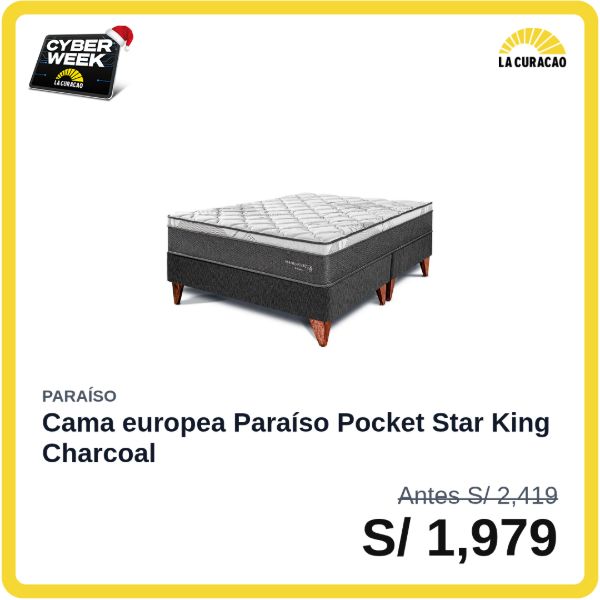 CYBER
WEEK
LA CURACAO
LA CURACAO
PARAÍSO
Cama europea Paraíso Pocket Star King
Charcoal
Antes S/ 2,419
S/ 1,979